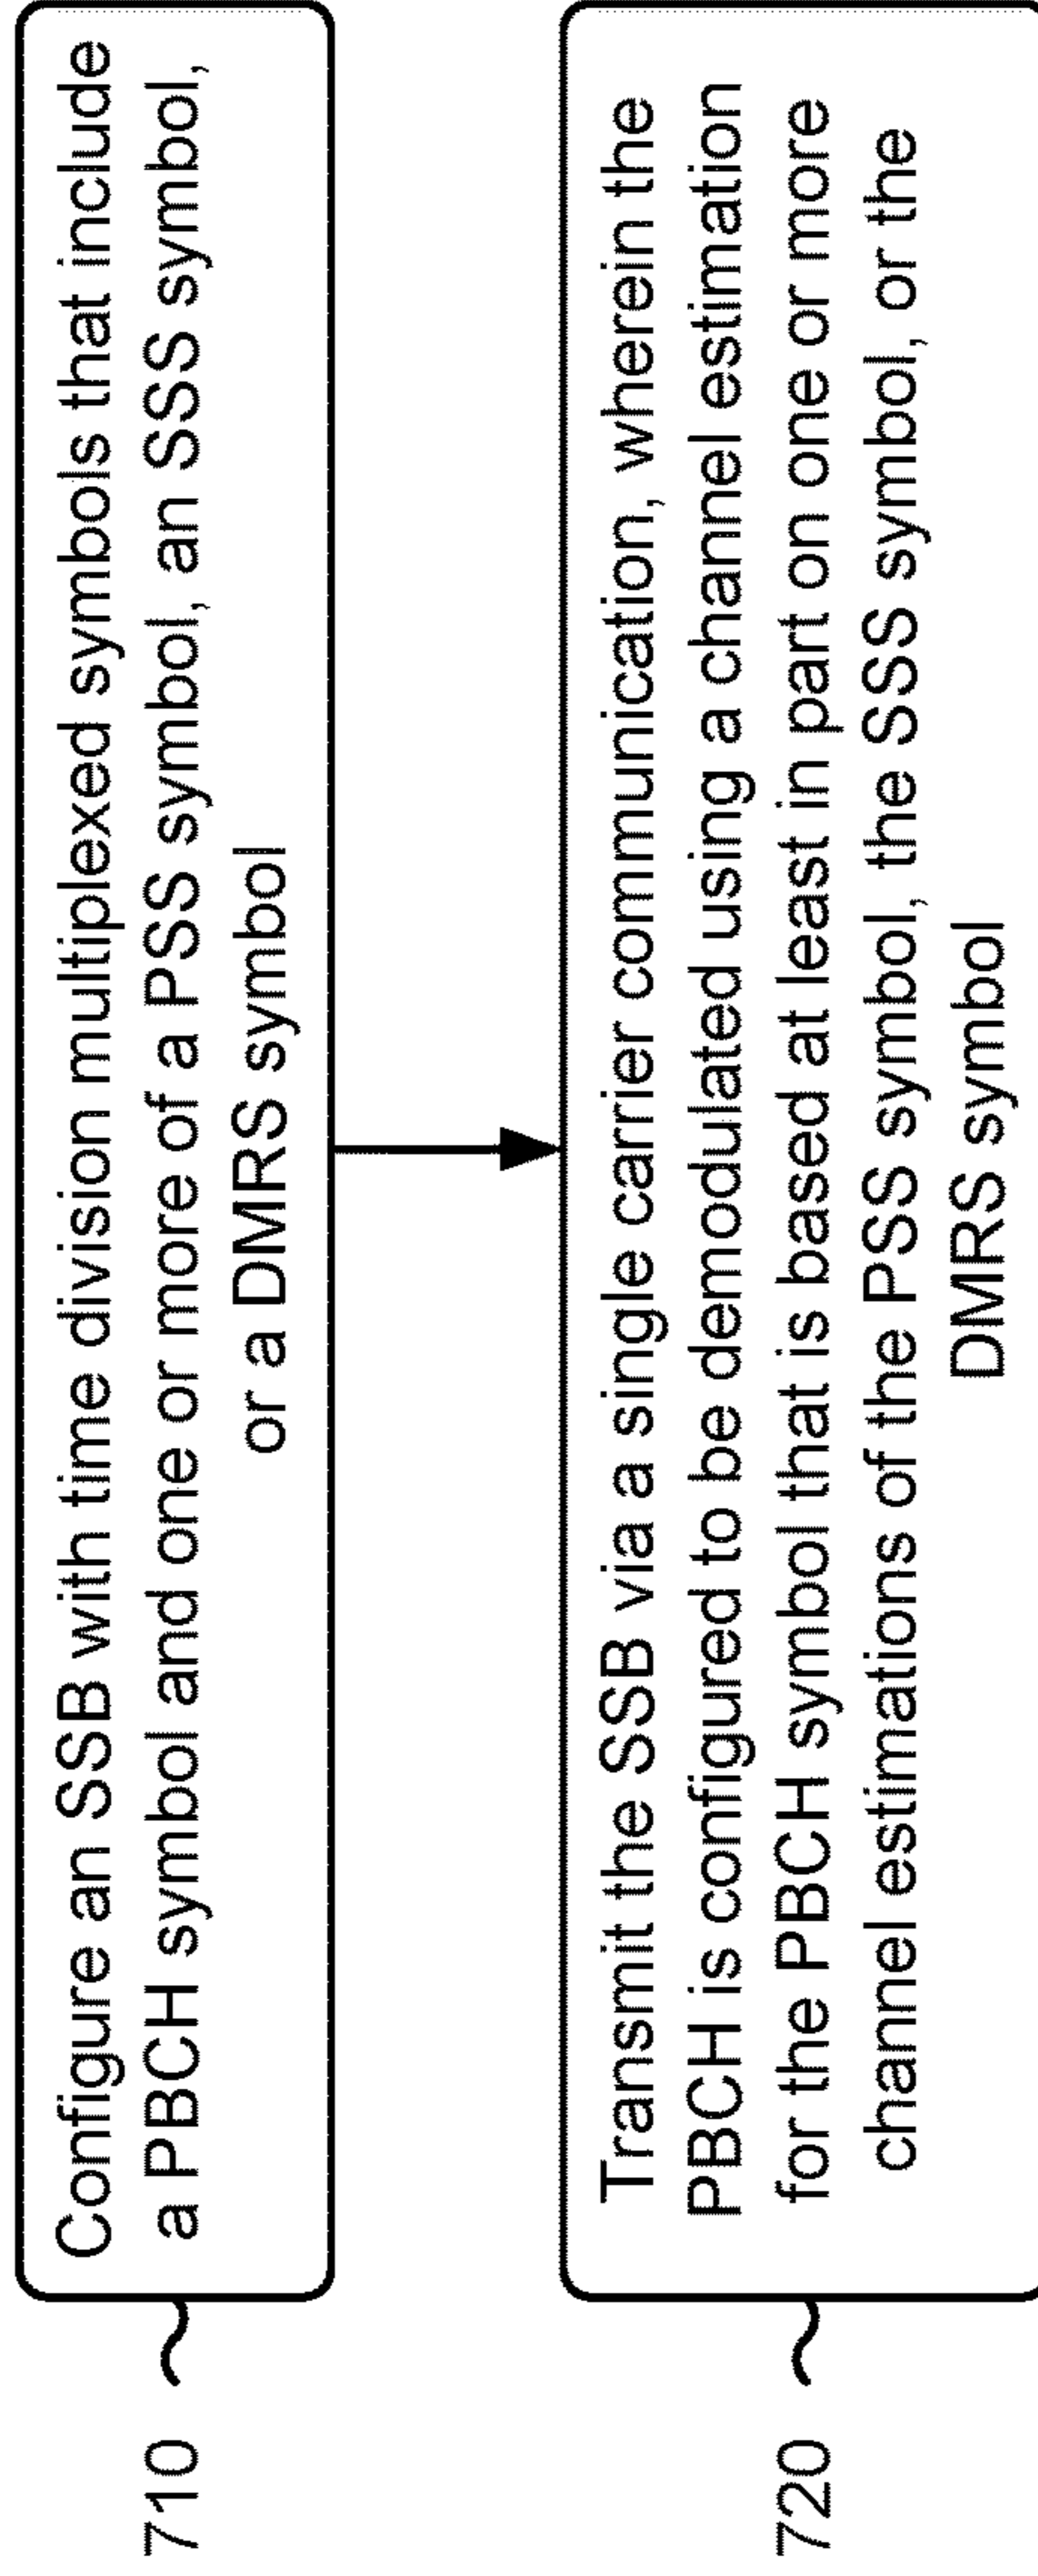 710
Configure an SSB with time division multiplexed symbols that include
a PBCH symbol and one or more of a PSS symbol, an SSS symbol,
or a DMRS symbol
720
Transmit the SSB via a single carrier communication, wherein the
PBCH is configured to be demodulated using a channel estimation
for the PBCH symbol that is based at least in part on one or more
channel estimations of the PSS symbol, the SSS symbol, or the
DMRS symbol